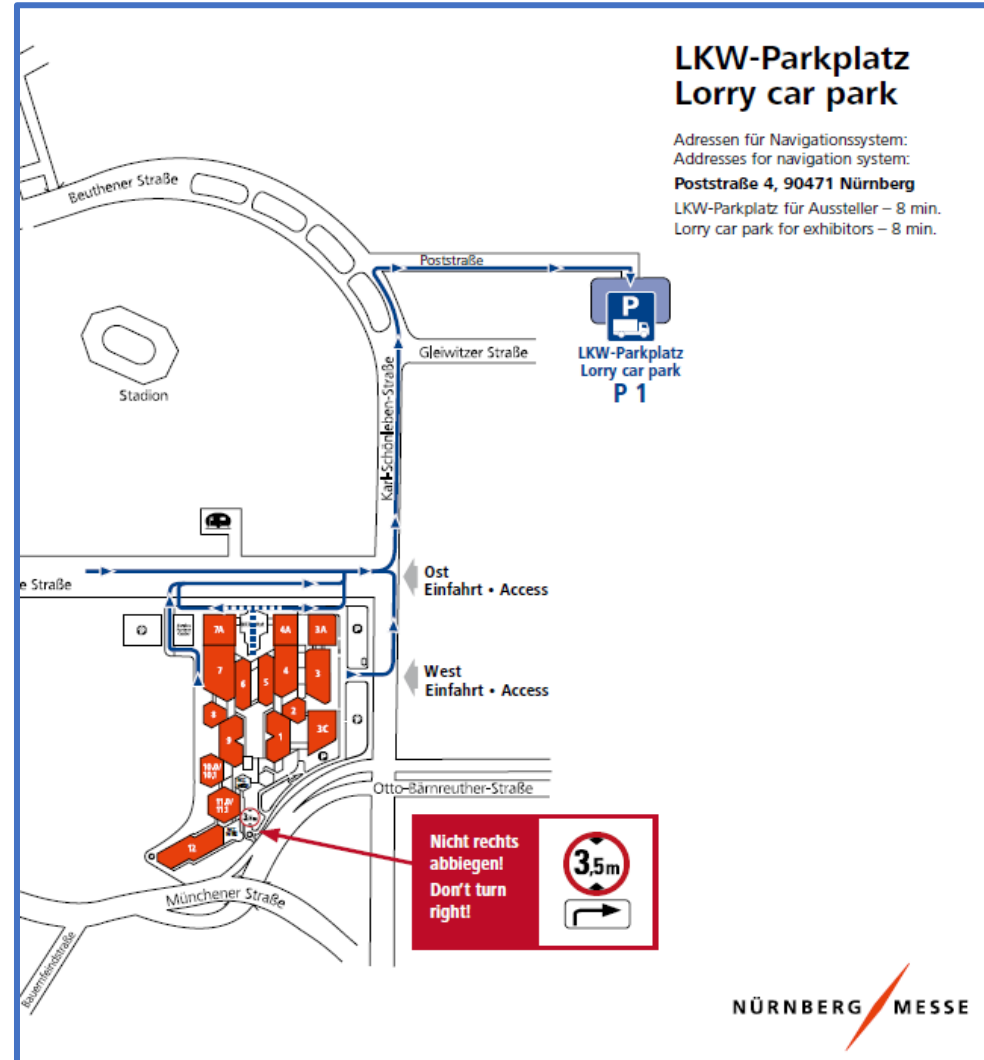 LKW-Parkplatz
Lorry car park
Adressen für Navigationssystem:
Addresses for navigation system:
Poststraße 4, 90471 Nürnberg
LKW-Parkplatz für Aussteller – 8 min.
Lorry car park for exhibitors – 8 min.
Beuthener Straße
Poststraße
P
LKW-Parkplatz
Lorry car park
P 1
Gleiwitzer Straße
Stadion
Karl-Schönleben-Straße
e Straße
Ost
Einfahrt • Access
West
Einfahrt • Access
7A
4A
3A
7
6
5
4
3
8
2
9
1
3C
10.0/
10.1
11.0/
11.1
12
Otto-Bärnreuther-Straße
Nicht rechts
abbiegen!
Don't turn
right!
3,5m
Münchener Straße
Bauernfeindstraße
NÜRNBERG MESSE